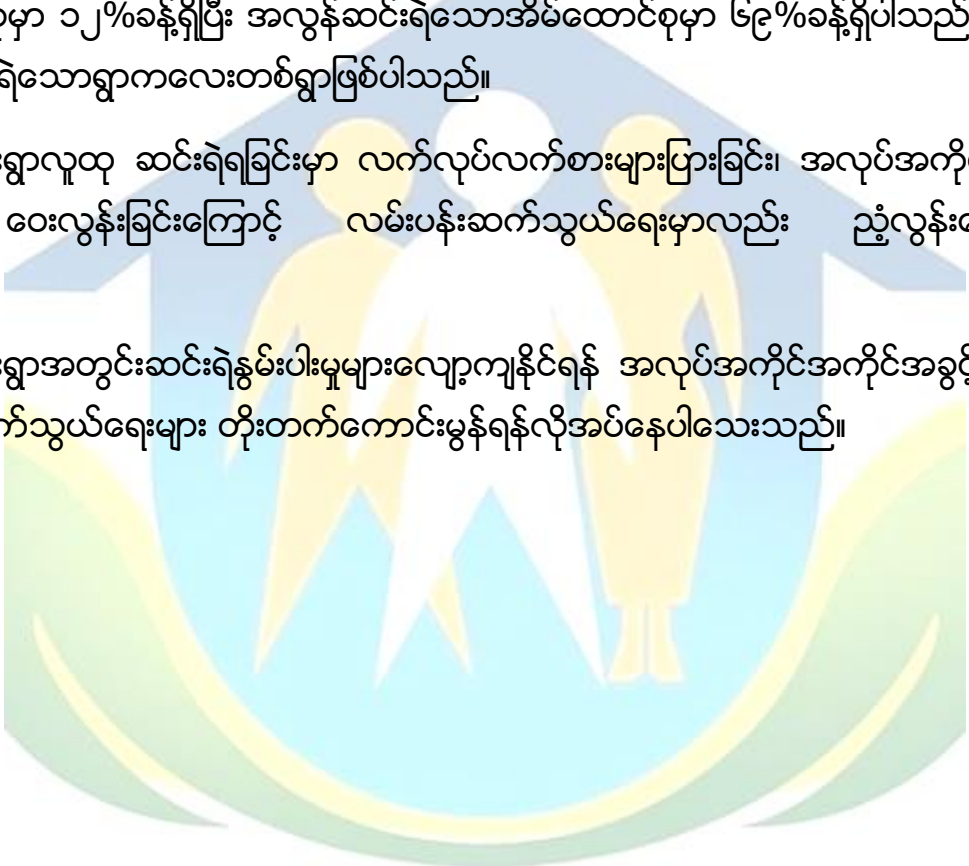 မှာ ၁၂%ခန့်ရှိပြီး အလွန်ဆင်းရဲသောအိမ်ထောင်စုမှာ ၆၉%ခန့်ရှိပါသည်
ရဲသောရွာကလေးတစ်ရွာဖြစ်ပါသည်။
ရွာလူထု ဆင်းရဲရခြင်းမှာ လက်လုပ်လက်စားများပြားခြင်း၊ အလုပ်အကို
ဝေးလွန်းခြင်းကြောင့် လမ်းပန်းဆက်သွယ်ရေးမှာလည်း ညံ့လွန်း
ရွာအတွင်းဆင်းရဲနွမ်းပါးမှုများလျော့ကျနိုင်ရန် အလုပ်အကိုင်အကိုင်အခွင့်
က်သွယ်ရေးများ တိုးတက်ကောင်းမွန်ရန်လိုအပ်နေပါသေးသည်။